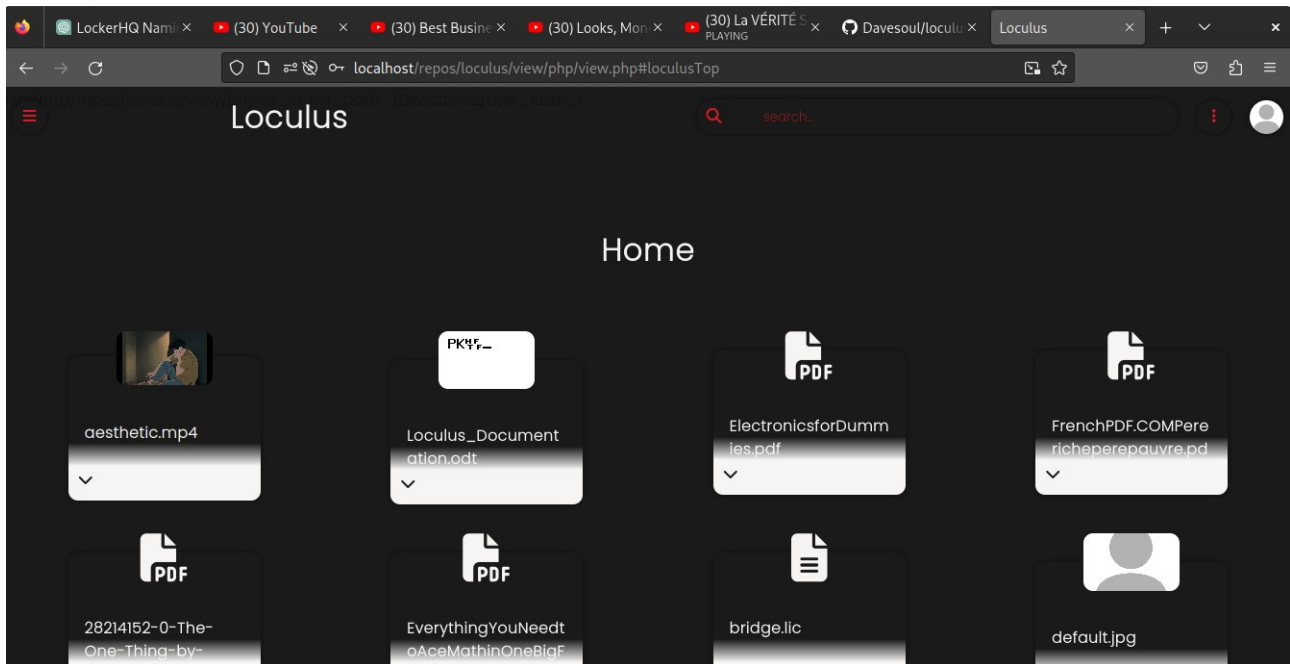 LockerHQ Nami
(30) YouTube
(30) Best Busine
(30) Looks, Mon
(30) La VÉRITÉ S
PLAYING
Davesoul/loculu
Loculus
localhost/repos/loculus/view/php/view.php#loculusTop
Loculus
search...
Home
aesthetic.mp4
PK
Loculus_Document
ation.odt
PDF
ElectronicsforDumm
ies.pdf
PDF
FrenchPDF.COMPere
richeperepauvre.pd
PDF
28214152-0-The-
One-Thing-by-
PDF
EverythingYouNeedt
oAceMathinOneBigF
bridge.lic
default.jpg